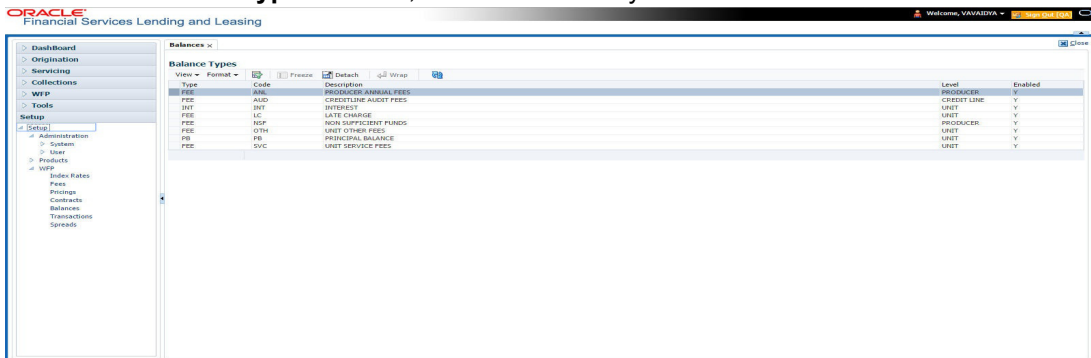 ORACLE
Financial Services Lending and Leasing
Welcome, VAVAIDYA
Sign Out [QA]
DashBoard
Origination
Servicing
Collections
WFP
Tools
Setup
Setup
Administration
System
User
Products
WFP
Index Rates
Fees
Pricings
Contracts
Balances
Transactions
Spreads
Balances
Close
Balance Types
View Format Freeze Detach Wrap
Type Code Description Level Enabled
FEE ANL PRODUCER ANNUAL FEES PRODUCER Y
FEE AUD CREDITLINE AUDIT FEES CREDIT LINE Y
INT INT INTEREST UNIT Y
FEE LC LATE CHARGE UNIT Y
FEE NSF NON SUFFICIENT FUNDS PRODUCER Y
FEE OTH UNIT OTHER FEES UNIT Y
PB PB PRINCIPAL BALANCE UNIT Y
FEE SVC UNIT SERVICE FEES UNIT Y